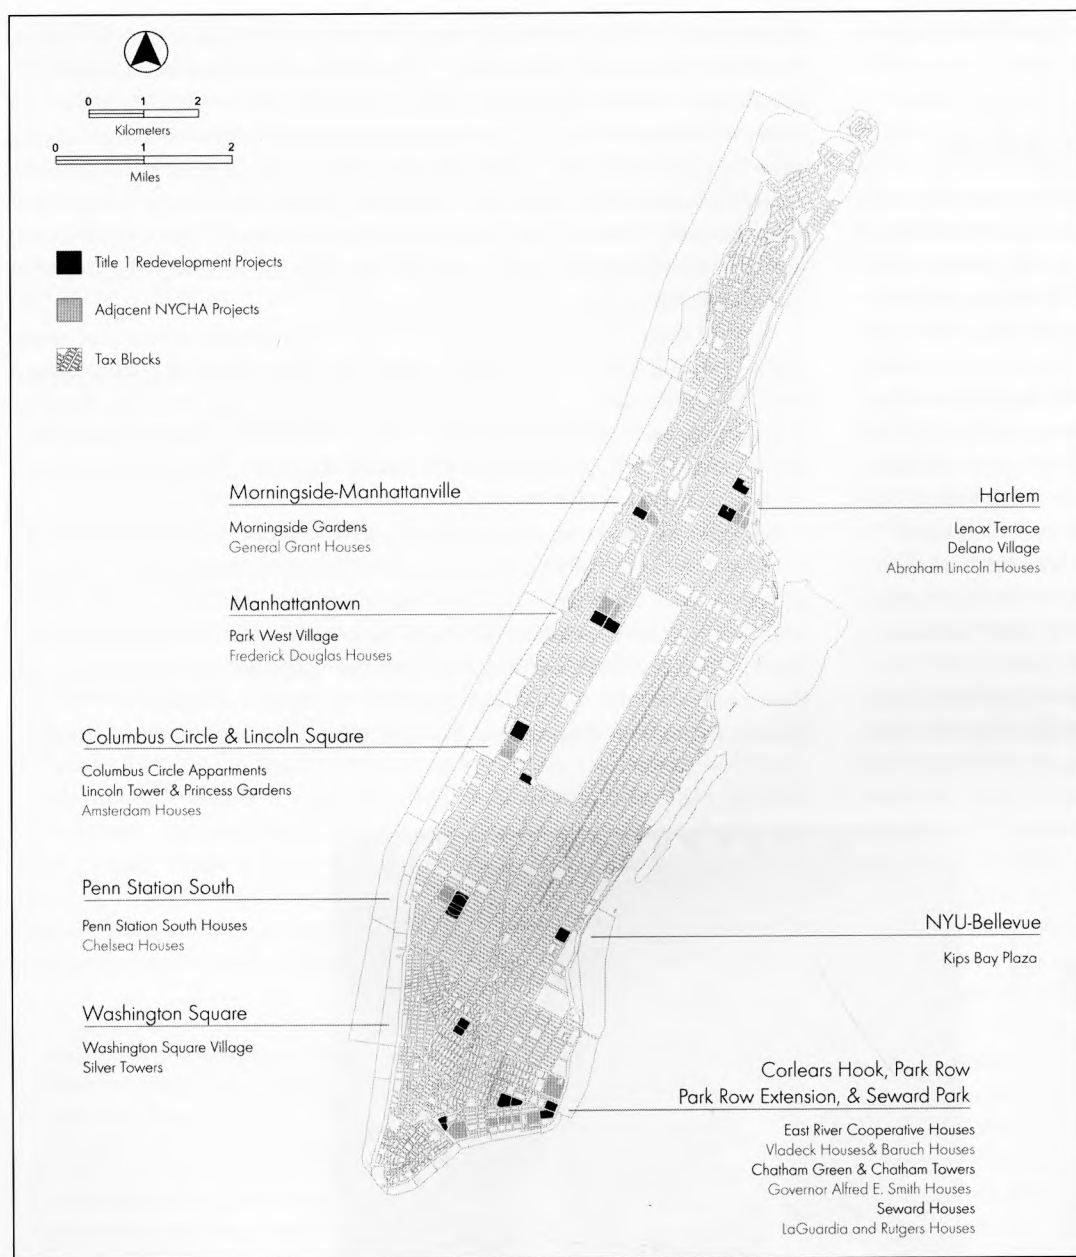 0 1 2
Kilometers
0 1 2
Miles
Title 1 Redevelopment Projects
Adjacent NYCHA Projects
Tax Blocks
Morningside-Manhattanville
Morningside Gardens
General Grant Houses
Harlem
Lenox Terrace
Delano Village
Abraham Lincoln Houses
Manhattantown
Park West Village
Frederick Douglas Houses
Columbus Circle & Lincoln Square
Columbus Circle Appartments
Lincoln Tower & Princess Gardens
Amsterdam Houses
Penn Station South
Penn Station South Houses
Chelsea Houses
NYU-Bellevue
Kips Bay Plaza
Washington Square
Washington Square Village
Silver Towers
Corlears Hook, Park Row
Park Row Extension, & Seward Park
East River Cooperative Houses
Vladeck Houses& Baruch Houses
Chatham Green & Chatham Towers
Governor Alfred E. Smith Houses
Seward Houses
LaGuardia and Rutgers Houses